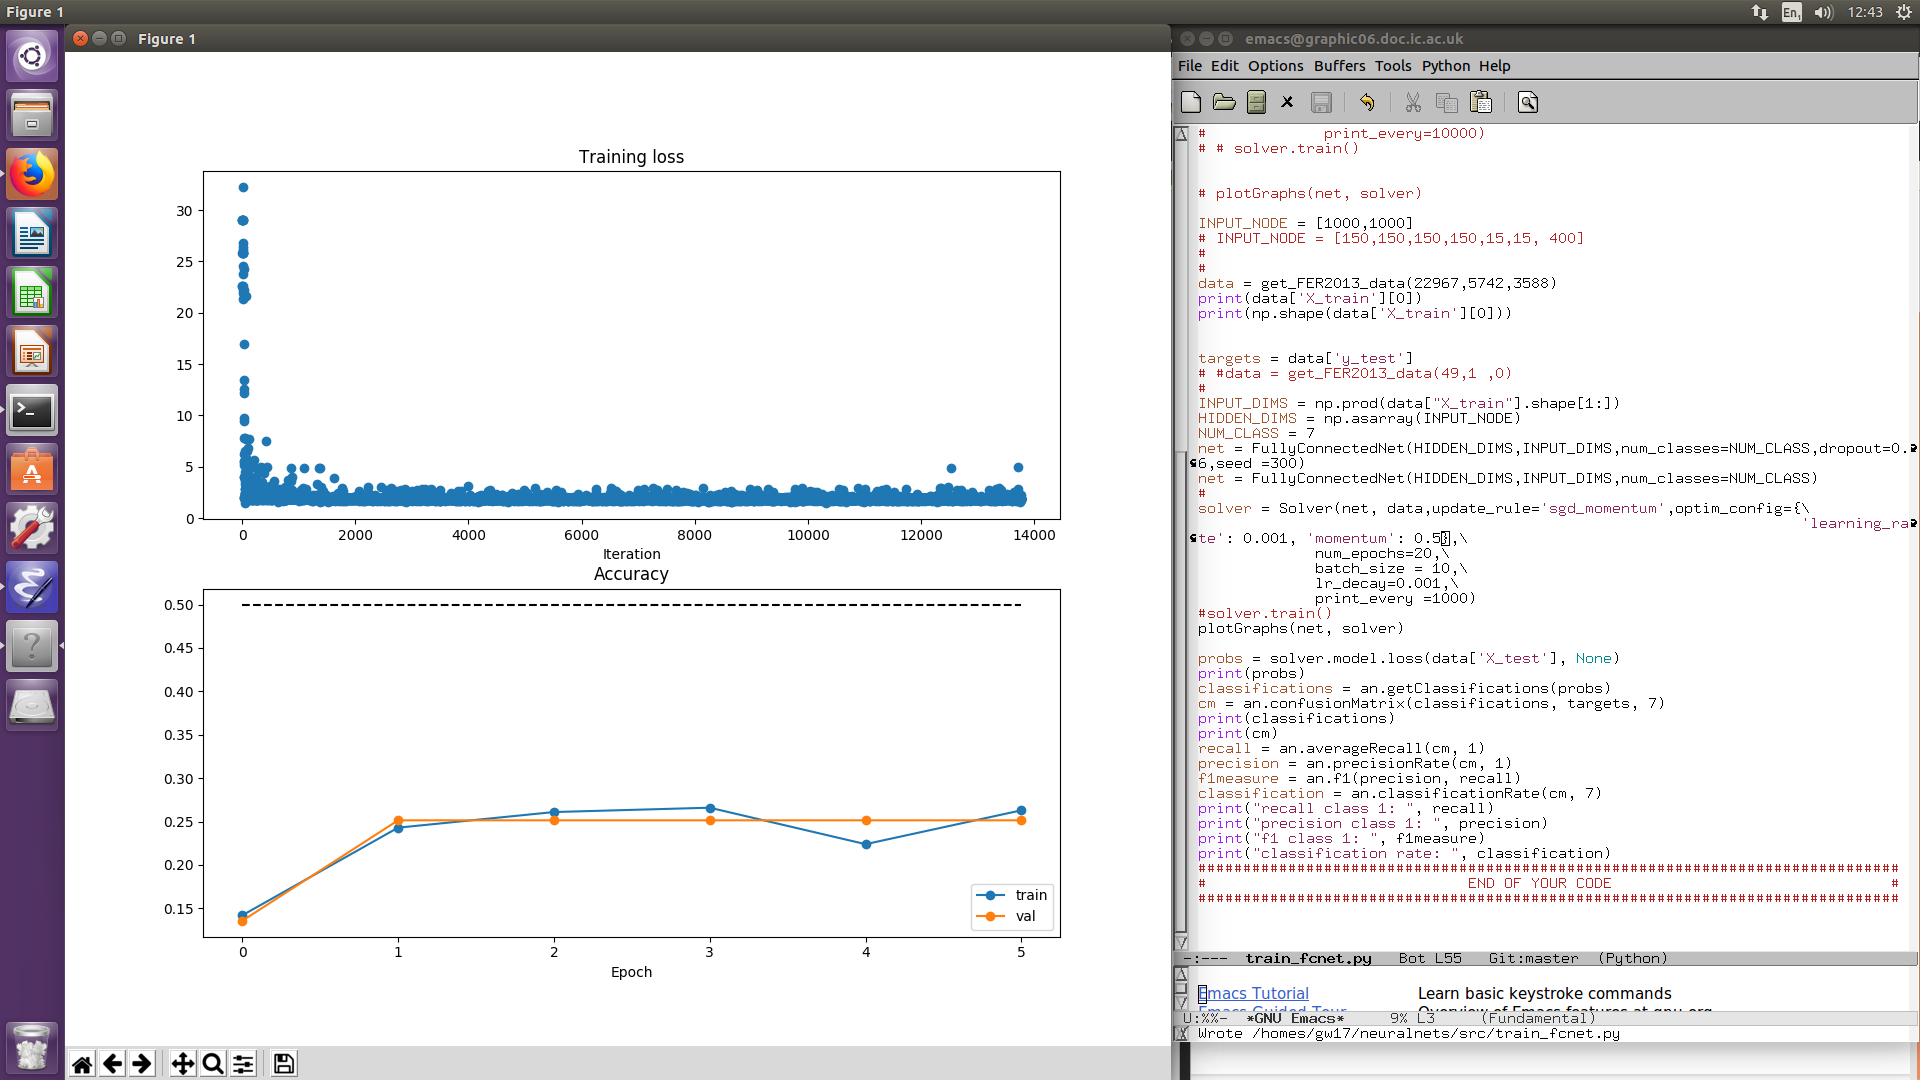 Figure 1
En1
12:43
Figure 1
Training loss
30
25
20
15
10
5
0
0 2000 4000 6000 8000 10000 12000 14000
Iteration
Accuracy
0.50
0.45
0.40
0.35
0.30
0.25
0.20
0.15
train
val
0 1 2 3 4 5
Epoch
emacs@graphic06.doc.ic.ac.uk
File Edit Options Buffers Tools Python Help
# print_every=10000)
# # solver.train()
# plotGraphs(net, solver)
INPUT_NODE = [1000,1000]
# INPUT_NODE = [150,150,150,150,15,15, 400]
#
#
data = get_FER2013_data(22967,5742,3588)
print(data['X_train'][0])
print(np.shape(data['X_train'][0]))
targets = data['y_test']
# #data = get_FER2013_data(49,1 ,0)
#
INPUT_DIMS = np.prod(data["X_train"].shape[1:])
HIDDEN_DIMS = np.asarray(INPUT_NODE)
NUM_CLASS = 7
net = FullyConnectedNet(HIDDEN_DIMS,INPUT_DIMS,num_classes=NUM_CLASS,dropout=0.
6,seed =300)
net = FullyConnectedNet(HIDDEN_DIMS,INPUT_DIMS,num_classes=NUM_CLASS)
#
solver = Solver(net, data,update_rule='sgd_momentum',optim_config={\
'learning_ra
te': 0.001, 'momentum': 0.5},\
num_epochs=20,\
batch_size = 10,\
lr_decay=0.001,\
print_every =1000)
#solver.train()
plotGraphs(net, solver)
probs = solver.model.loss(data['X_test'], None)
print(probs)
classifications = an.getClassifications(probs)
cm = an.confusionMatrix(classifications, targets, 7)
print(classifications)
print(cm)
recall = an.averageRecall(cm, 1)
precision = an.precisionRate(cm, 1)
f1measure = an.f1(precision, recall)
classification = an.classificationRate(cm, 7)
print("recall class 1: ", recall)
print("precision class 1: ", precision)
print("f1 class 1: ", f1measure)
print("classification rate: ", classification)
##############################################################################
# END OF YOUR CODE #
##############################################################################
-:--- train_fcnet.py Bot L55 Git:master (Python)
Emacs Tutorial Learn basic keystroke commands
Emacs Guided Tour Overview of Emacs features at gnu.org
U:%%- *GNU Emacs* 9% L3 (Fundamental)
Wrote /homes/gw17/neuralnets/src/train_fcnet.py